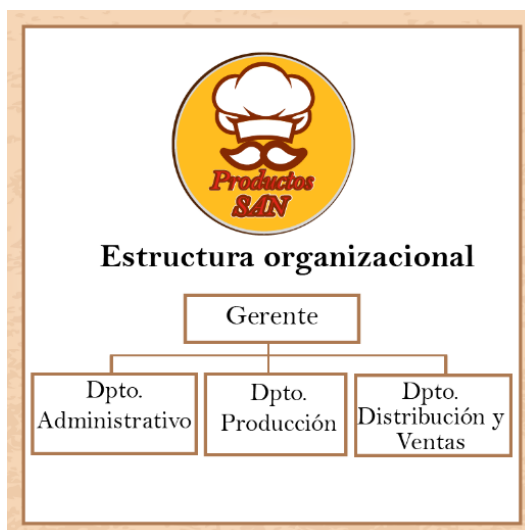 Productos
SAN
Estructura organizacional
Gerente
Dpto.
Administrativo
Dpto.
Producción
Dpto.
Distribución y
Ventas